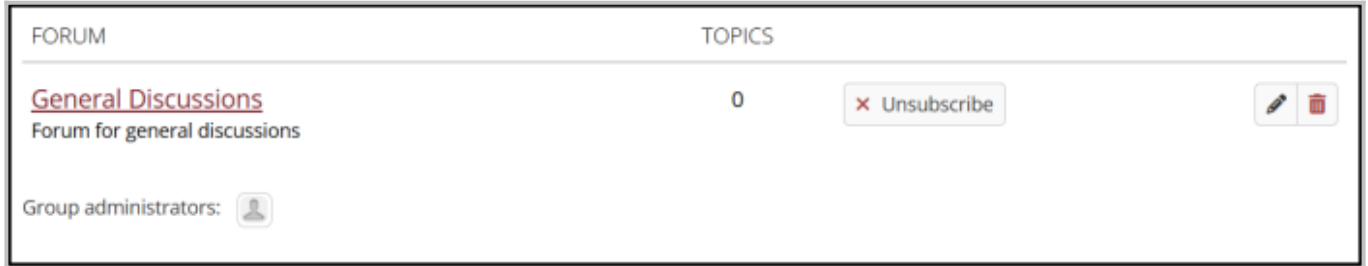 FORUM TOPICS
General Discussions 0 Unsubscribe
Forum for general discussions
Group administrators: